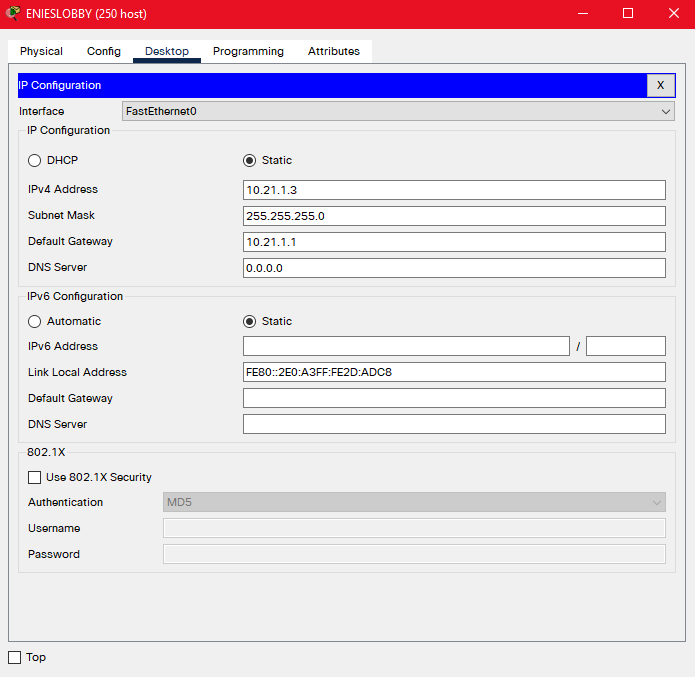 ENIESLOBBY (250 host)
Physical Config Desktop Programming Attributes
IP Configuration X
Interface FastEthernet0
IP Configuration
DHCP Static
IPv4 Address 10.21.1.3
Subnet Mask 255.255.255.0
Default Gateway 10.21.1.1
DNS Server 0.0.0.0
IPv6 Configuration
Automatic Static
IPv6 Address /
Link Local Address FE80::2E0:A3FF:FE2D:ADC8
Default Gateway
DNS Server
802.1X
Use 802.1X Security
Authentication MD5
Username
Password
Top